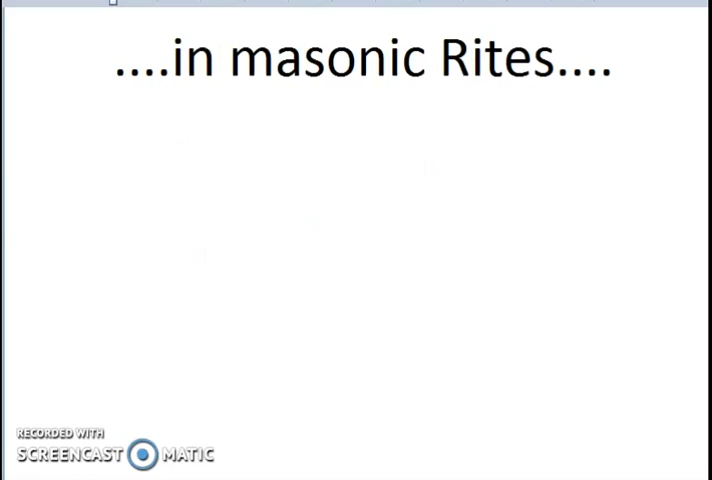 ....in masonic Rites....
RECORDED WITH
SCREENCAST MATIC